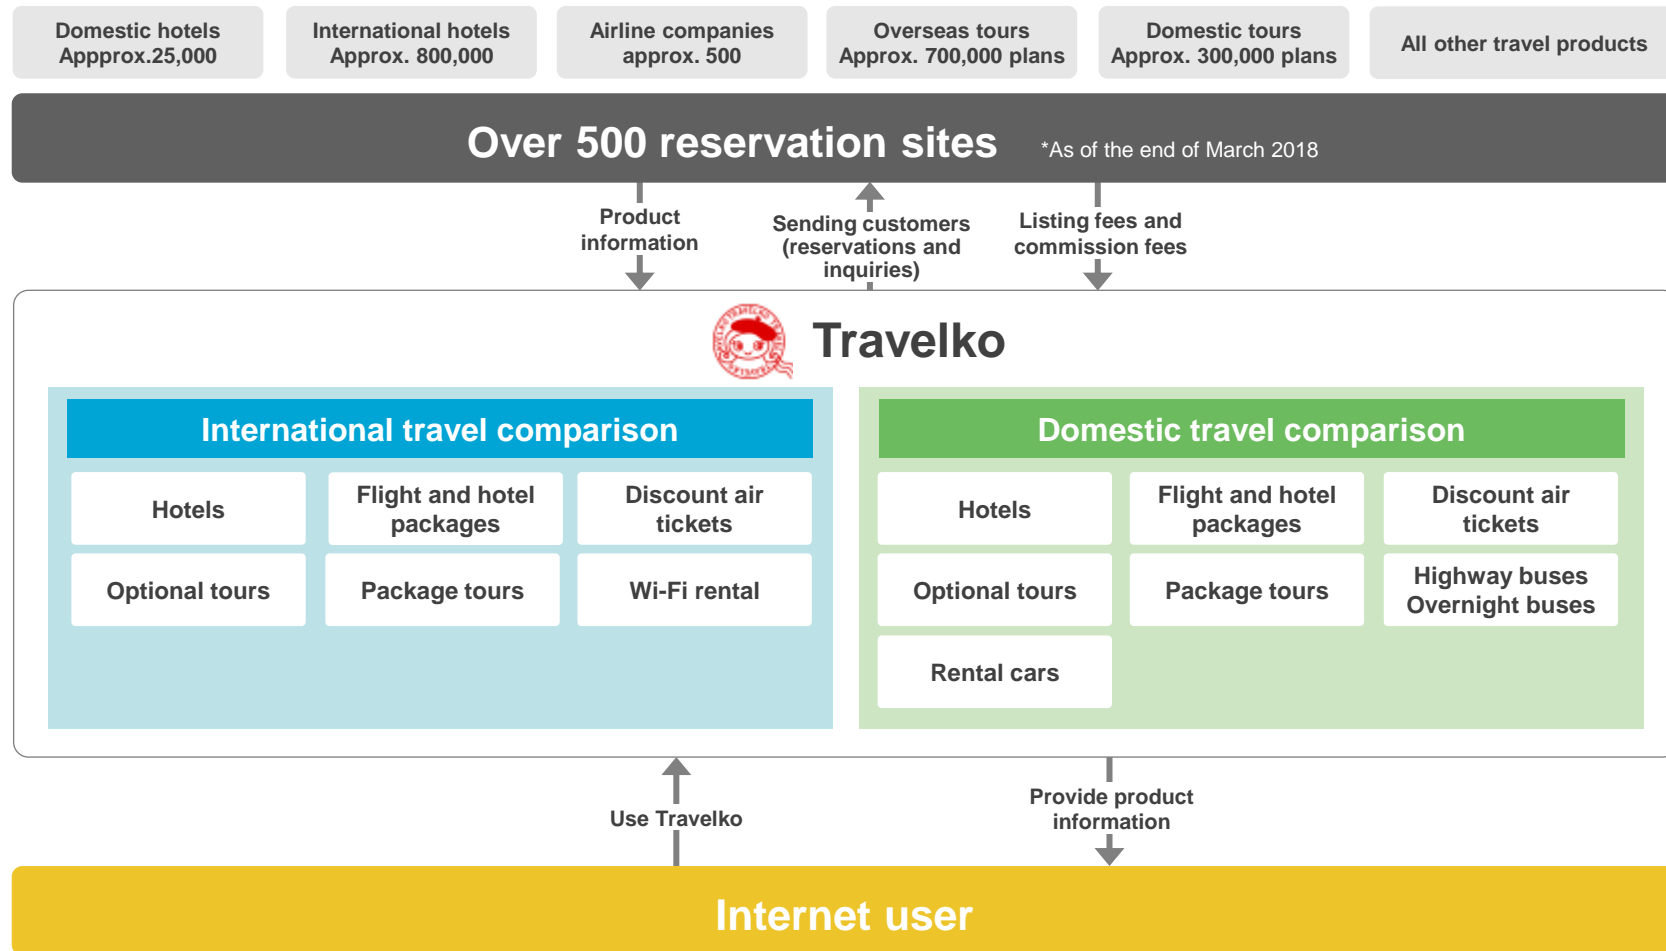 Domestic hotels
Appprox.25,000
International hotels
Approx. 800,000
Airline companies
approx. 500
Overseas tours
Approx. 700,000 plans
Domestic tours
Approx. 300,000 plans
All other travel products
Over 500 reservation sites *As of the end of March 2018
Product
information
Sending customers
(reservations and
inquiries)
Listing fees and
commission fees
Travelko
International travel comparison
Hotels
Flight and hotel
packages
Discount air
tickets
Optional tours
Package tours
Wi-Fi rental
Domestic travel comparison
Hotels
Flight and hotel
packages
Discount air
tickets
Optional tours
Package tours
Highway buses
Overnight buses
Rental cars
Use Travelko
Provide product
information
Internet user